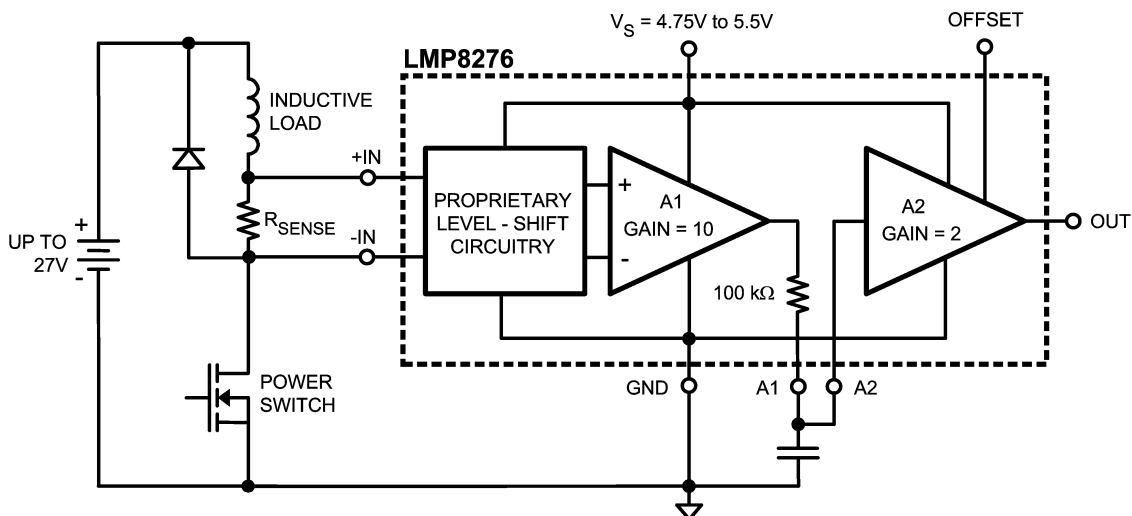 V_S = 4.75V to 5.5V
OFFSET
LMP8276
INDUCTIVE
LOAD
+IN
R_SENSE
-IN
+
UP TO
27V
-
PROPRIETARY
LEVEL - SHIFT
CIRCUITRY
+
A1
GAIN = 10
-
A2
GAIN = 2
OUT
100 kΩ
POWER
SWITCH
GND
A1
A2